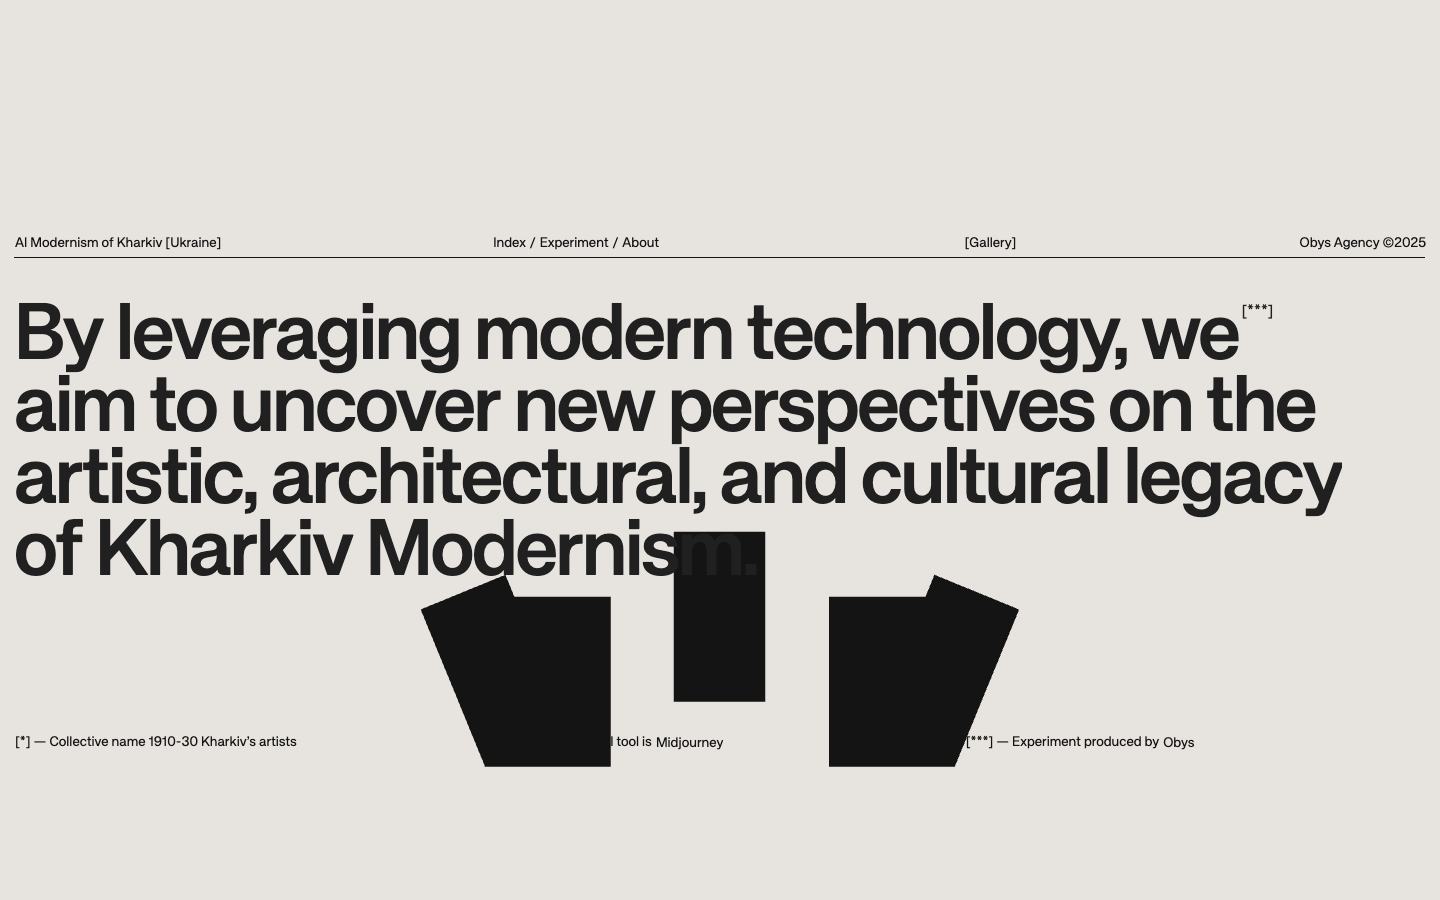 AI Modernism of Kharkiv [Ukraine]
Index / Experiment / About
[Gallery]
Obys Agency ©2025
By leveraging modern technology, we[***]
aim to uncover new perspectives on the
artistic, architectural, and cultural legacy
of Kharkiv Modernism.
[*] — Collective name 1910-30 Kharkiv's artists
tool is Midjourney
[***] — Experiment produced by Obys